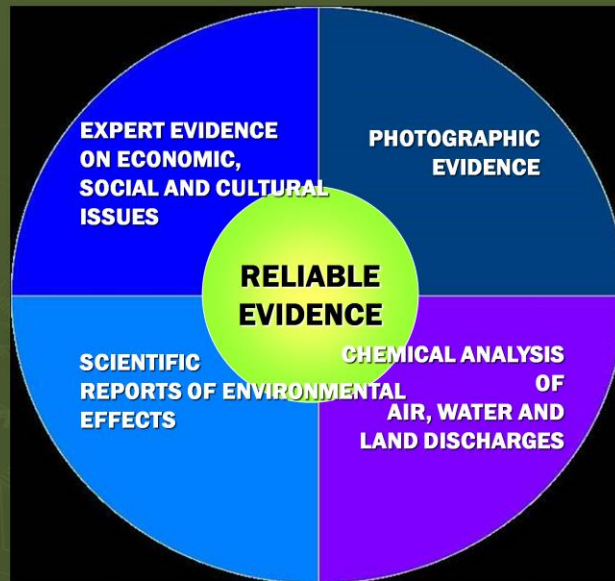 EXPERT EVIDENCE
ON ECONOMIC,
SOCIAL AND CULTURAL
ISSUES
PHOTOGRAPHIC
EVIDENCE
RELIABLE
EVIDENCE
SCIENTIFIC
REPORTS OF ENVIRONMENTAL
EFFECTS
CHEMICAL ANALYSIS
OF
AIR, WATER AND
LAND DISCHARGES